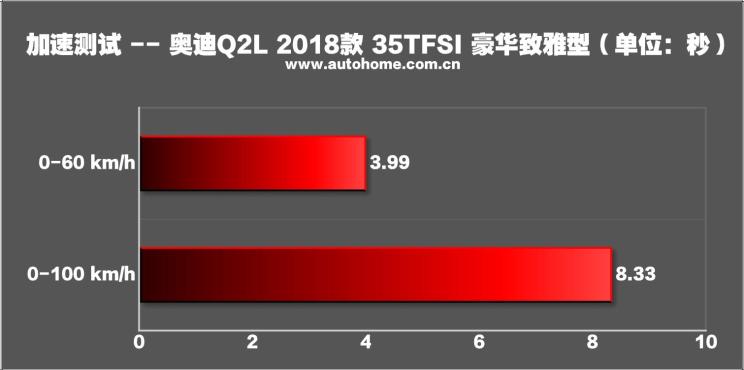 加速测试 -- 奥迪Q2L 2018款 35TFSI 豪华致雅型（单位：秒）
www.autohome.com.cn
0-60 km/h 3.99
0-100 km/h 8.33
0 2 4 6 8 10